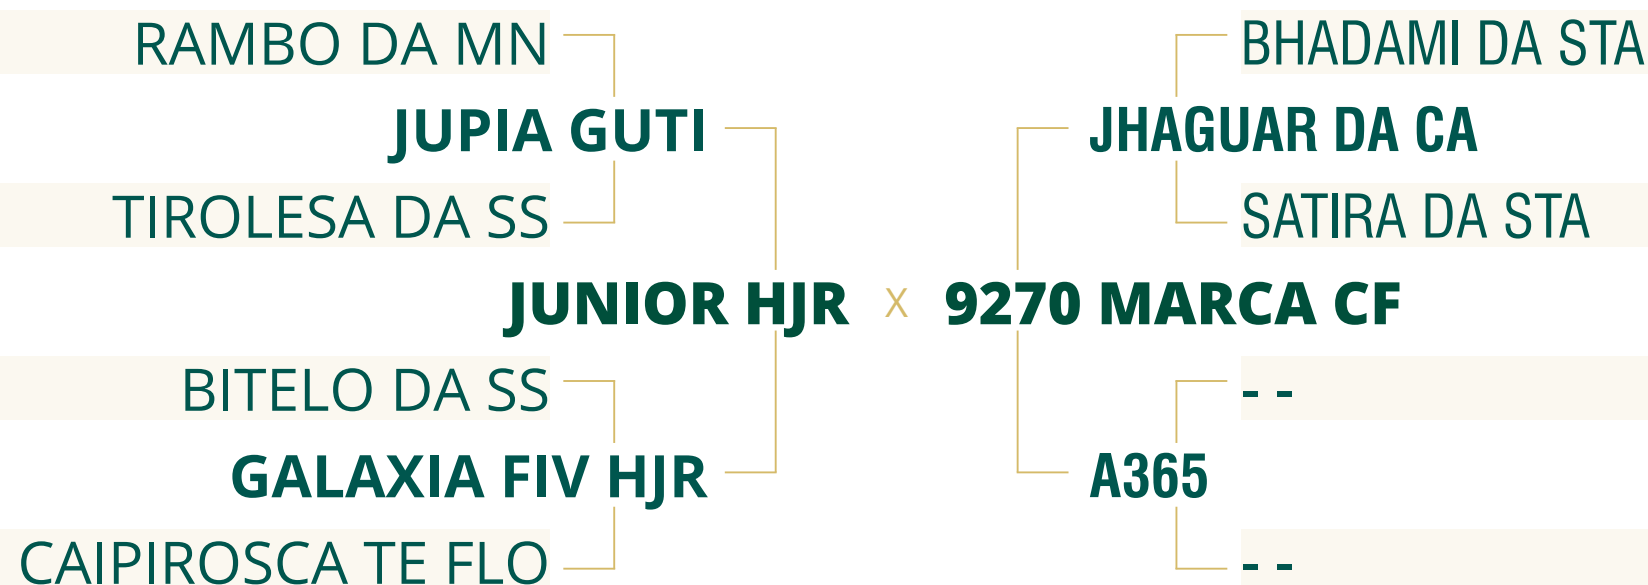 RAMBO DA MN
BHADAMI DA STA
JUPIA GUTI
JHAGUAR DA CA
TIROLESA DA SS
SATIRA DA STA
JUNIOR HJR X 9270 MARCA CF
BITELO DA SS
- -
GALAXIA FIV HJR
A365
CAIPIROSCA TE FLO
- -